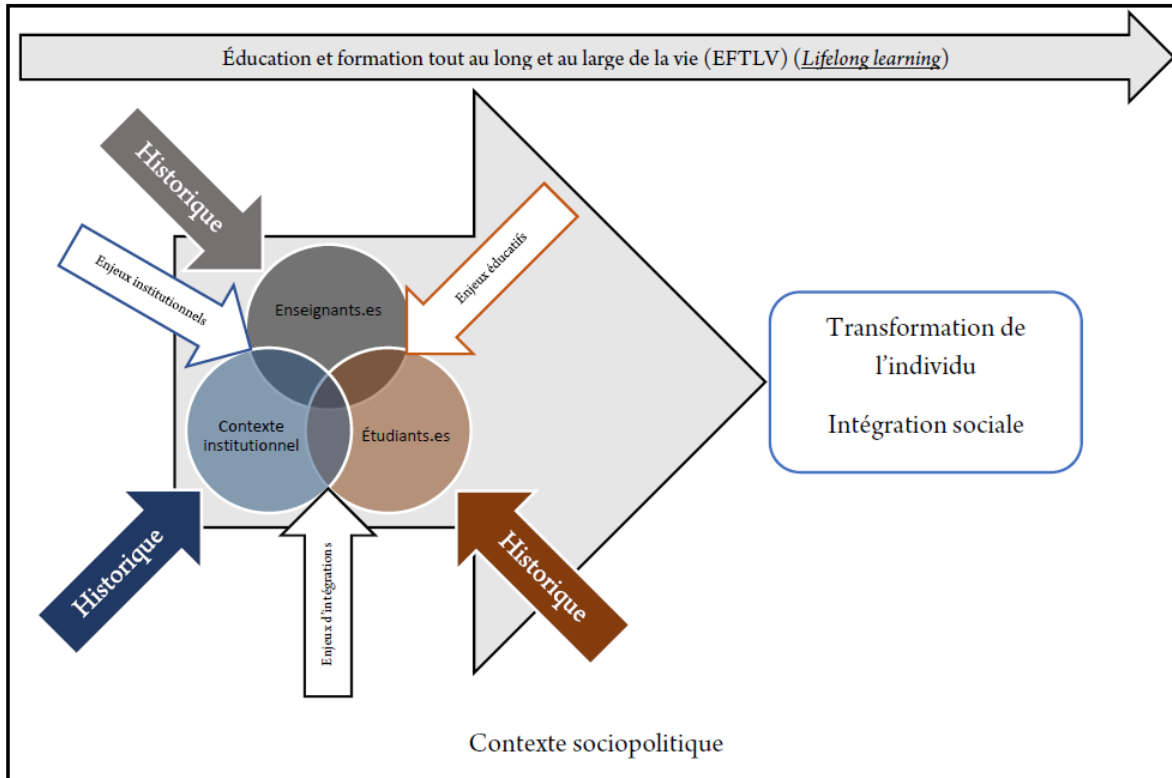 Éducation et formation tout au long et au large de la vie (EFTLV) (Lifelong learning)
Historique
Enjeux institutionnels
Enjeux éducatifs
Enseignants.es
Contexte
institutionnel
Étudiants.es
Transformation de
l'individu
Intégration sociale
Historique
Enjeux d'intégrations
Historique
Contexte sociopolitique